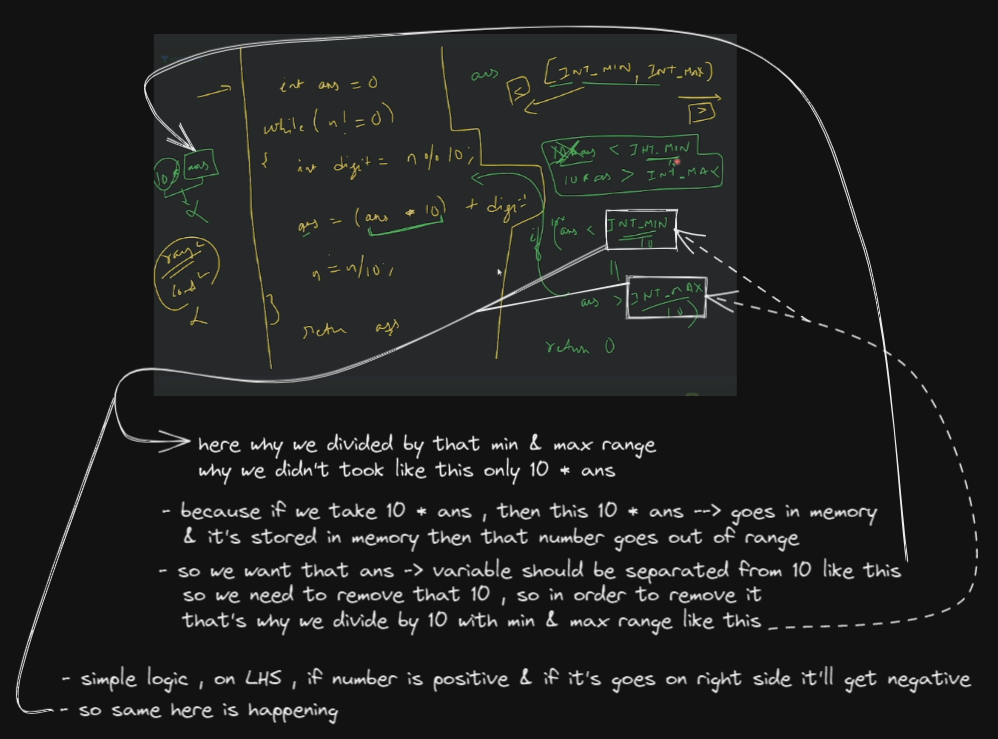 int ans = 0
while ( n! = 0 )
{ int digit = n % 10;
ans = (ans * 10) + digit
n = n/10;
}
return ans
10 * ans
range
ans [INT_MIN, INT_MAX]
<
>
10 * ans < INT_MIN
10 * ans > INT_MAX
if (ans < INT_MIN
10
||
ans > INT_MAX
10 )
return 0
here why we divided by that min & max range
why we didn't took like this only 10 * ans
- because if we take 10 * ans , then this 10 * ans --> goes in memory
& it's stored in memory then that number goes out of range
- so we want that ans -> variable should be separated from 10 like this
so we need to remove that 10 , so in order to remove it
that's why we divide by 10 with min & max range like this
- simple logic , on LHS , if number is positive & if it's goes on right side it'll get negative
- so same here is happening